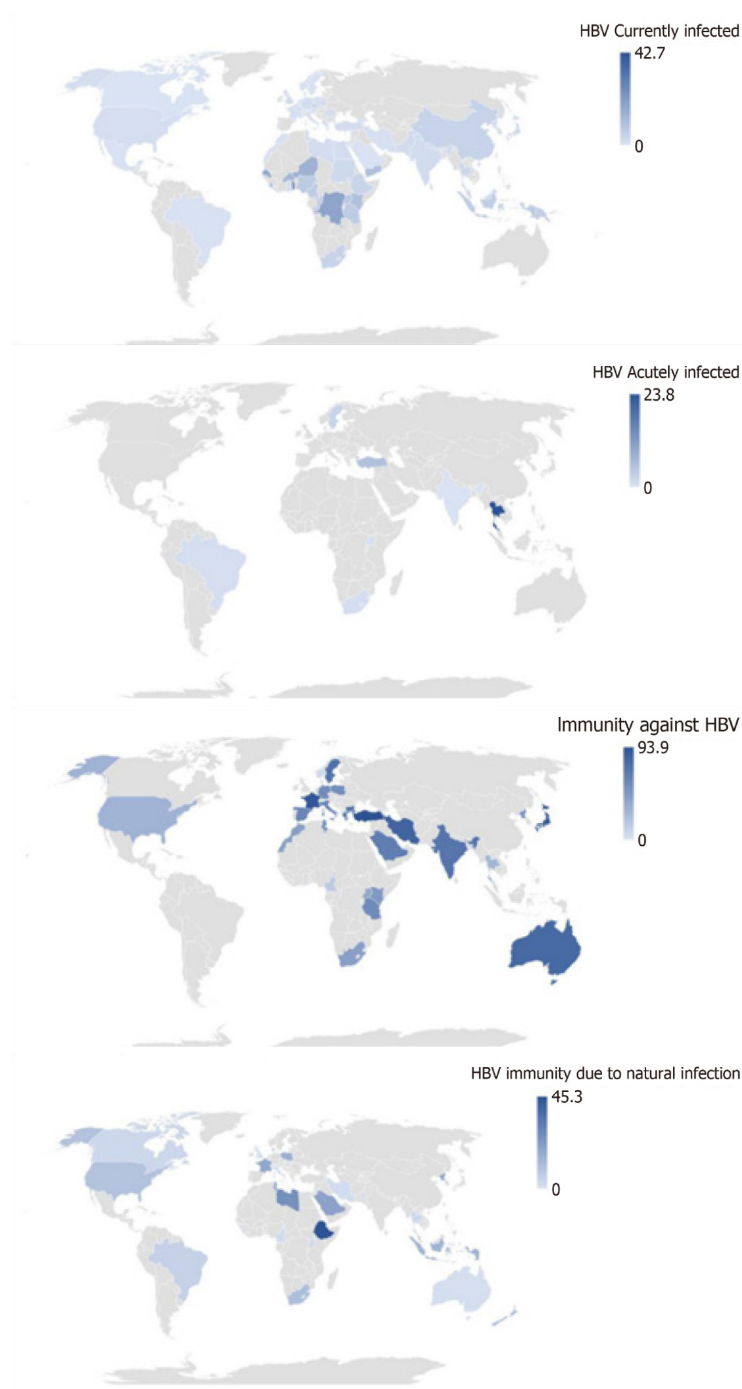 HBV Currently infected
42.7
0
HBV Acutely infected
23.8
0
Immunity against HBV
93.9
0
HBV immunity due to natural infection
45.3
0